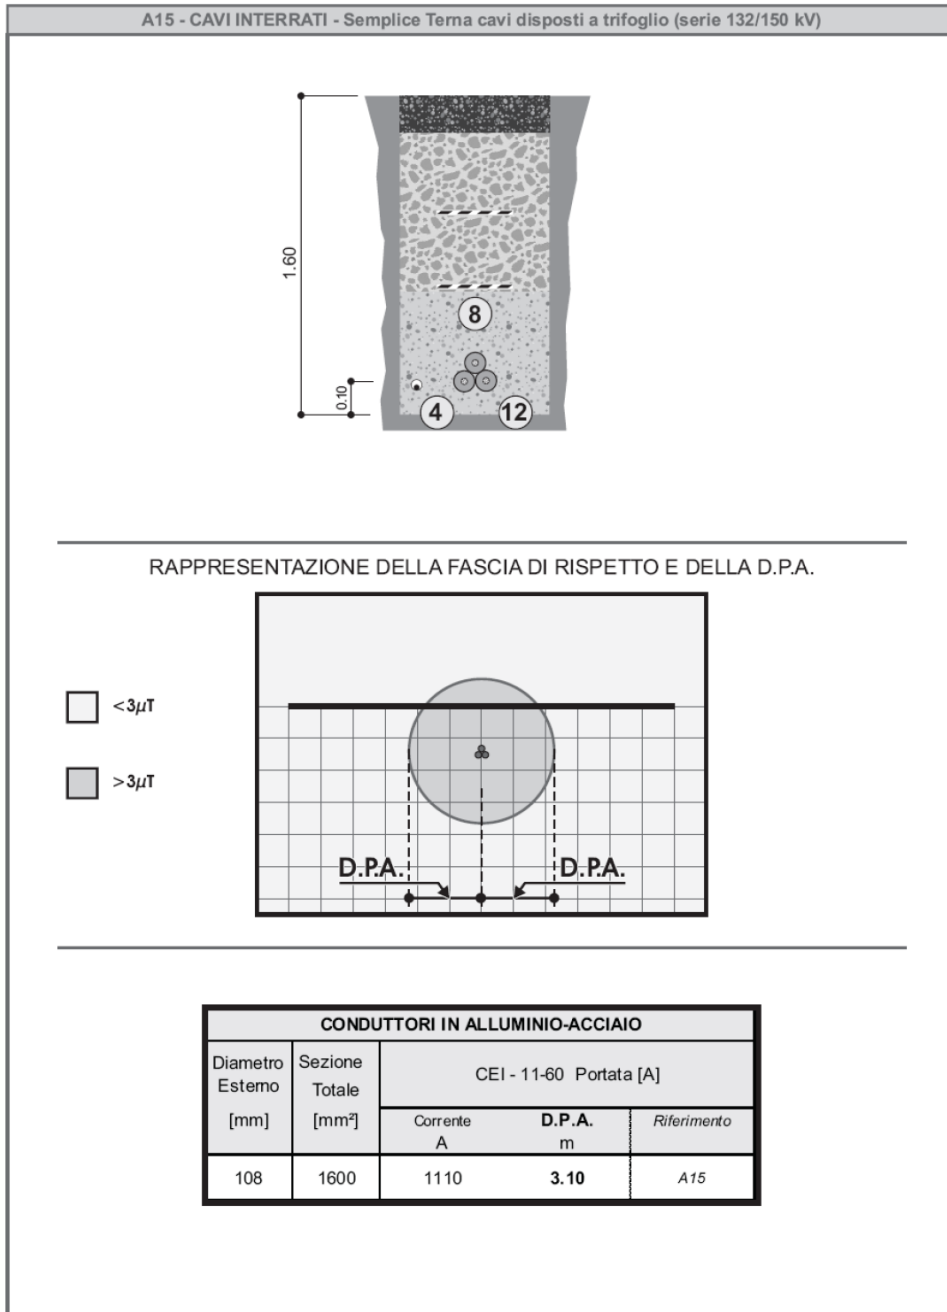 A15 - CAVI INTERRATI - Semplice Terna cavi disposti a trifoglio (serie 132/150 kV)
1.60
8
0.10
4
12
RAPPRESENTAZIONE DELLA FASCIA DI RISPETTO E DELLA D.P.A.
<3μT
>3μT
D.P.A.
D.P.A.
CONDUTTORI IN ALLUMINIO-ACCIAIO
Diametro Esterno [mm]
Sezione Totale [mm²]
CEI - 11-60 Portata [A]
Corrente A
D.P.A. m
Riferimento
108 1600 1110 3.10 A15